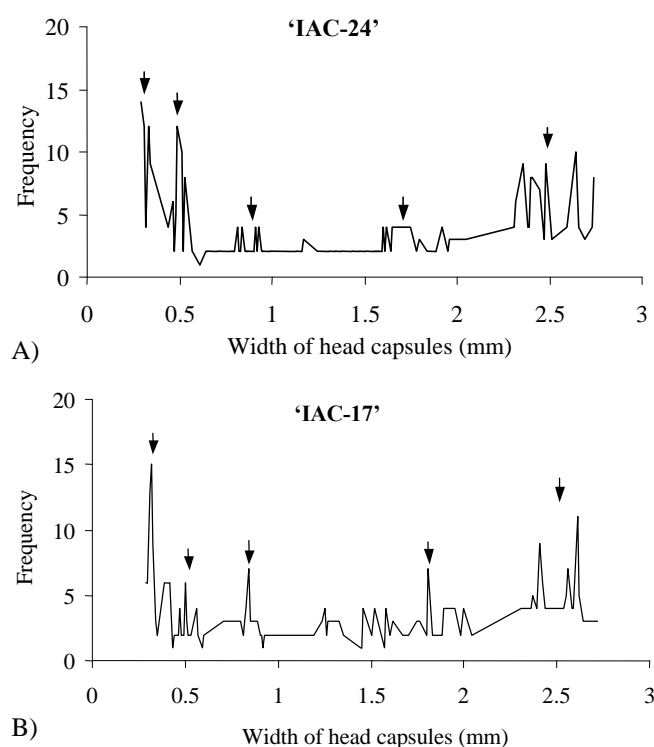 ‘IAC-24’
20
15
10
5
0
Frequency
0 0.5 1 1.5 2 2.5 3
Width of head capsules (mm)
A)
‘IAC-17’
20
15
10
5
0
Frequency
0 0.5 1 1.5 2 2.5 3
Width of head capsules (mm)
B)